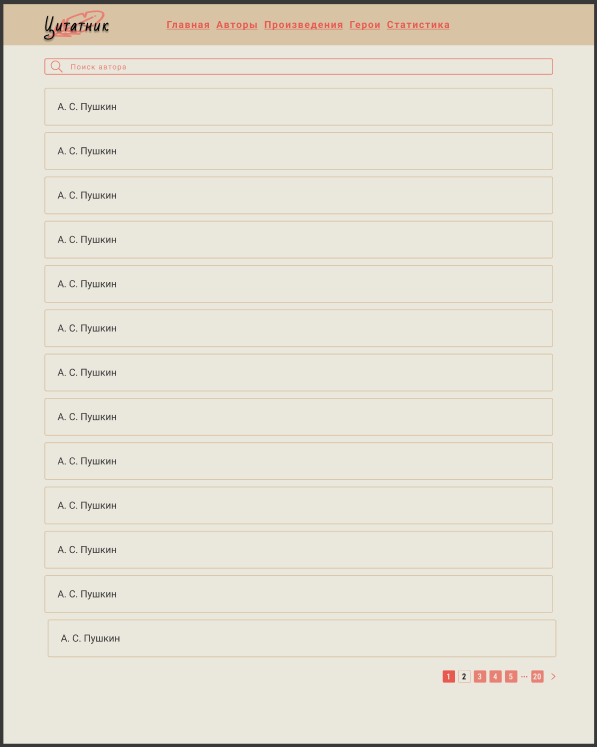 Цитатник
Главная Авторы Произведения Герои Статистика
Поиск автора
А. С. Пушкин
А. С. Пушкин
А. С. Пушкин
А. С. Пушкин
А. С. Пушкин
А. С. Пушкин
А. С. Пушкин
А. С. Пушкин
А. С. Пушкин
А. С. Пушкин
А. С. Пушкин
А. С. Пушкин
А. С. Пушкин
1 2 3 4 5 ... 20 >